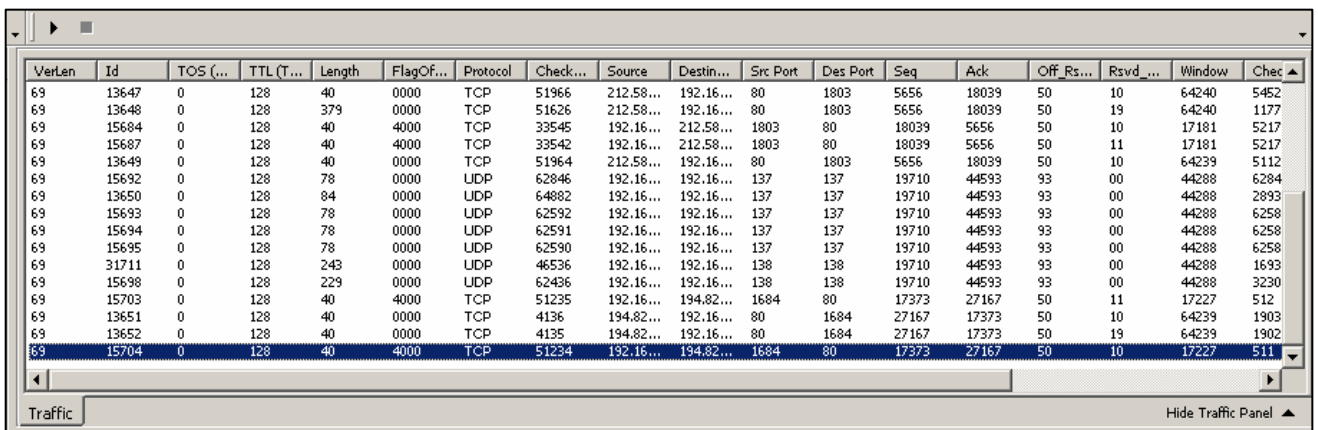 VerLen Id TOS (... TTL (T... Length FlagOf... Protocol Check... Source Destin... Src Port Des Port Seq Ack Off_Rs... Rsvd_... Window Chec
69 13647 0 128 40 0000 TCP 51966 212.58... 192.16... 80 1803 5656 18039 50 10 64240 5452
69 13648 0 128 379 0000 TCP 51626 212.58... 192.16... 80 1803 5656 18039 50 19 64240 1177
69 15684 0 128 40 4000 TCP 33545 192.16... 212.58... 1803 80 18039 5656 50 10 17181 5217
69 15687 0 128 40 4000 TCP 33542 192.16... 212.58... 1803 80 18039 5656 50 11 17181 5217
69 13649 0 128 40 0000 TCP 51964 212.58... 192.16... 80 1803 5656 18039 50 10 64239 5112
69 15692 0 128 78 0000 UDP 62846 192.16... 192.16... 137 137 19710 44593 93 00 44288 6284
69 13650 0 128 84 0000 UDP 64882 192.16... 192.16... 137 137 19710 44593 93 00 44288 2893
69 15693 0 128 78 0000 UDP 62592 192.16... 192.16... 137 137 19710 44593 93 00 44288 6258
69 15694 0 128 78 0000 UDP 62591 192.16... 192.16... 137 137 19710 44593 93 00 44288 6258
69 15695 0 128 78 0000 UDP 62590 192.16... 192.16... 137 137 19710 44593 93 00 44288 6258
69 31711 0 128 243 0000 UDP 46536 192.16... 192.16... 138 138 19710 44593 93 00 44288 1693
69 15698 0 128 229 0000 UDP 62436 192.16... 192.16... 138 138 19710 44593 93 00 44288 3230
69 15703 0 128 40 4000 TCP 51235 192.16... 194.82... 1684 80 17373 27167 50 11 17227 512
69 13651 0 128 40 0000 TCP 4136 194.82... 192.16... 80 1684 27167 17373 50 10 64239 1903
69 13652 0 128 40 0000 TCP 4135 194.82... 192.16... 80 1684 27167 17373 50 19 64239 1902
69 15704 0 128 40 4000 TCP 51234 192.16... 194.82... 1684 80 17373 27167 50 10 17227 511
Traffic Hide Traffic Panel